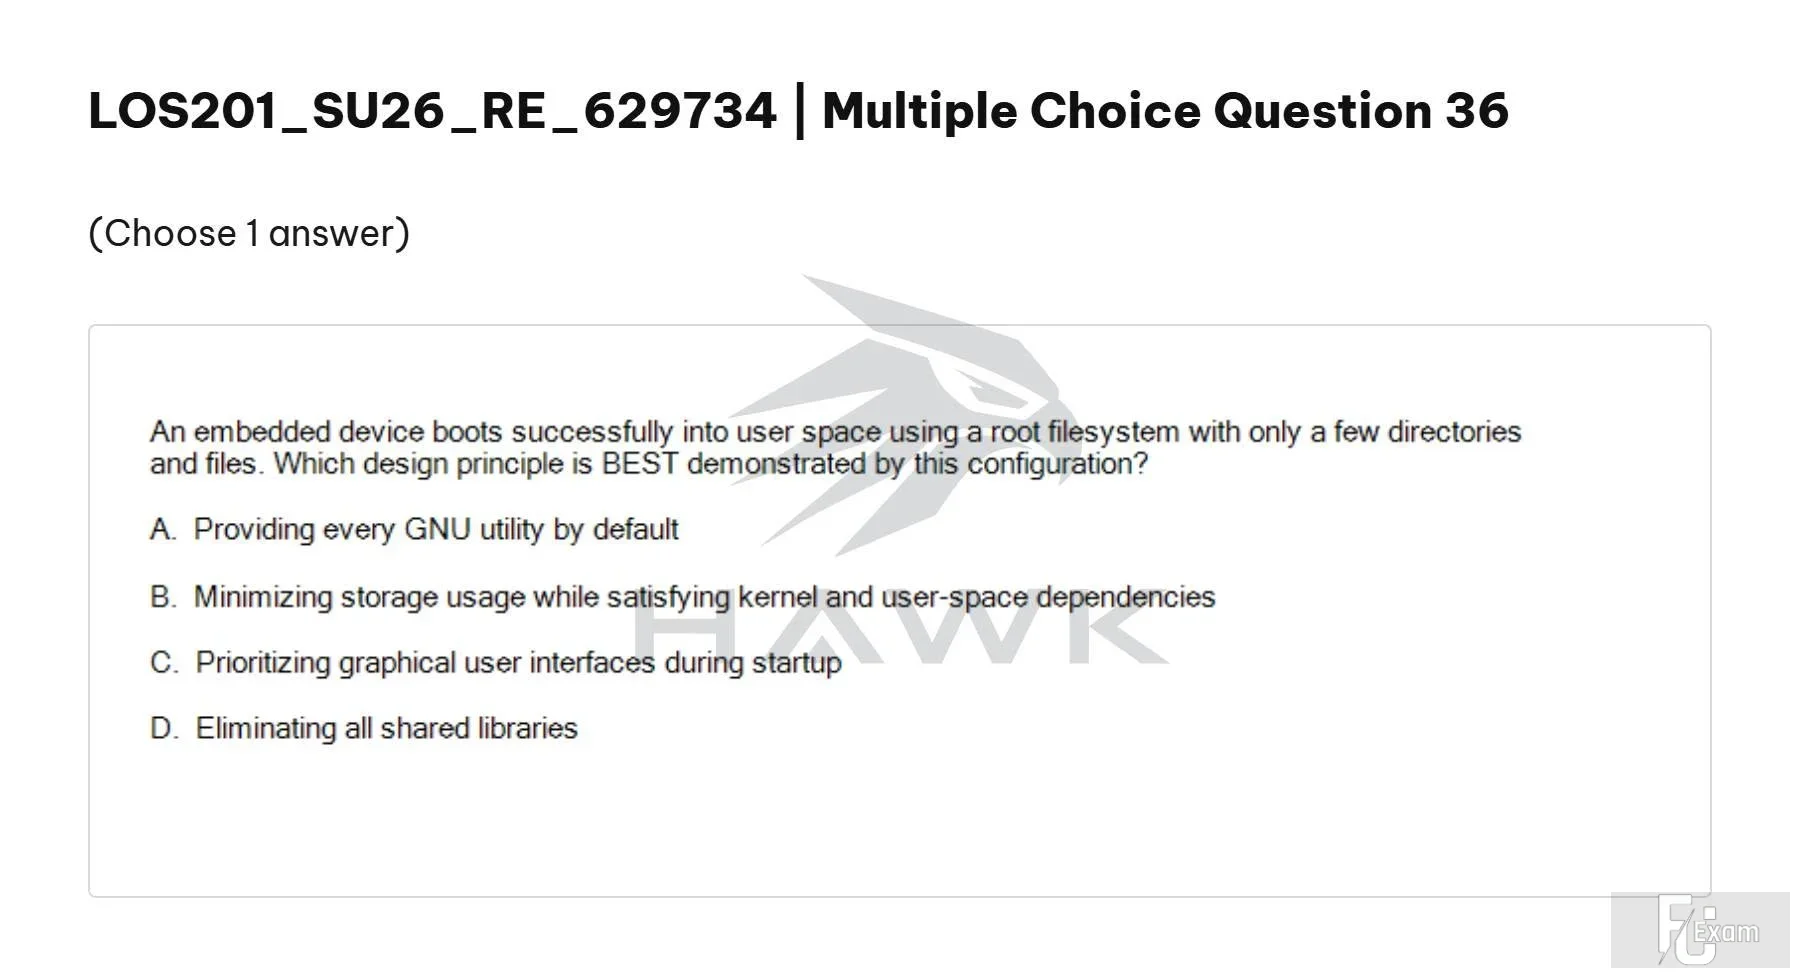 LOS201_SU26_RE_629734 | Multiple Choice Question 36
(Choose 1 answer)
An embedded device boots successfully into user space using a root filesystem with only a few directories
and files. Which design principle is BEST demonstrated by this configuration?
A. Providing every GNU utility by default
B. Minimizing storage usage while satisfying kernel and user-space dependencies
C. Prioritizing graphical user interfaces during startup
D. Eliminating all shared libraries
HAWK
FC Exam